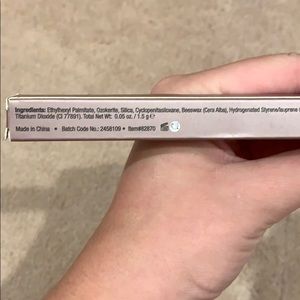 Ingredients: Ethylhexyl Palmitate, Ozokerite, Silica, Cyclopentasiloxane, Beeswax (Cera Alba), Hydrogenated Styrene/Isoprene
Titanium Dioxide (CI 77891). Total Net Wt. 0.05 oz. / 1.5 g℮
Made in China • Batch Code No.: 2458109 • Item#82870